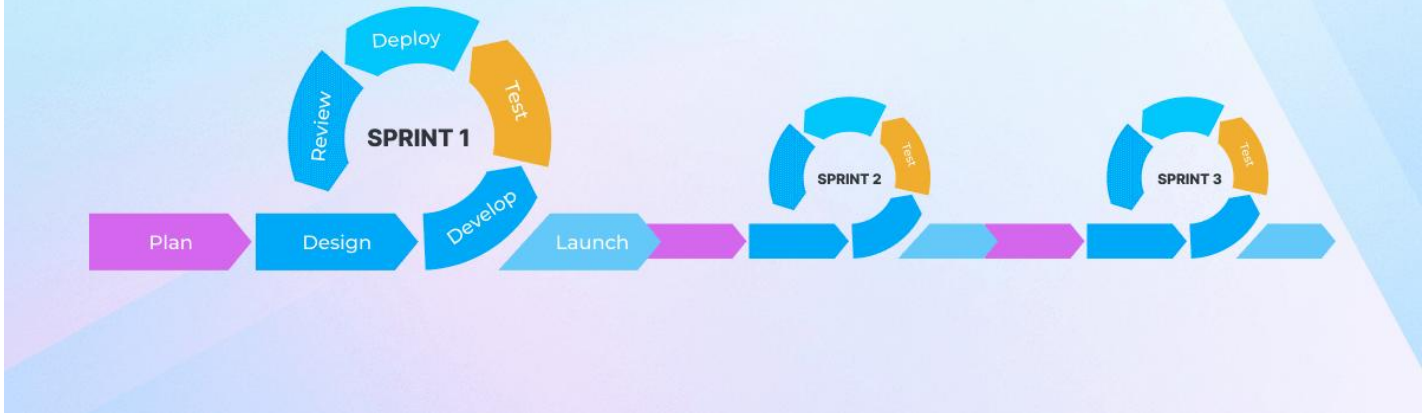 Plan
Design
Develop
Test
Deploy
Review
SPRINT 1
Launch
Test
SPRINT 2
Test
SPRINT 3